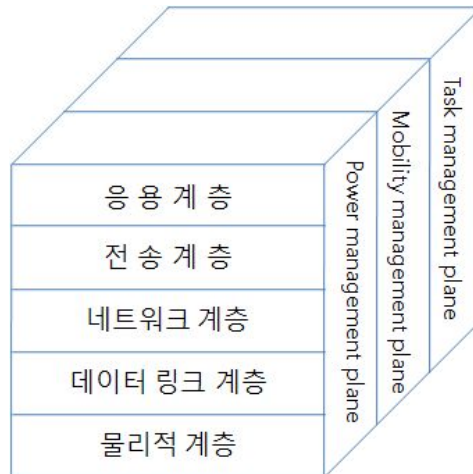 응 용 계 층
전 송 계 층
네트워크 계층
데이터 링크 계층
물리적 계층
Power management plane
Mobility management plane
Task management plane